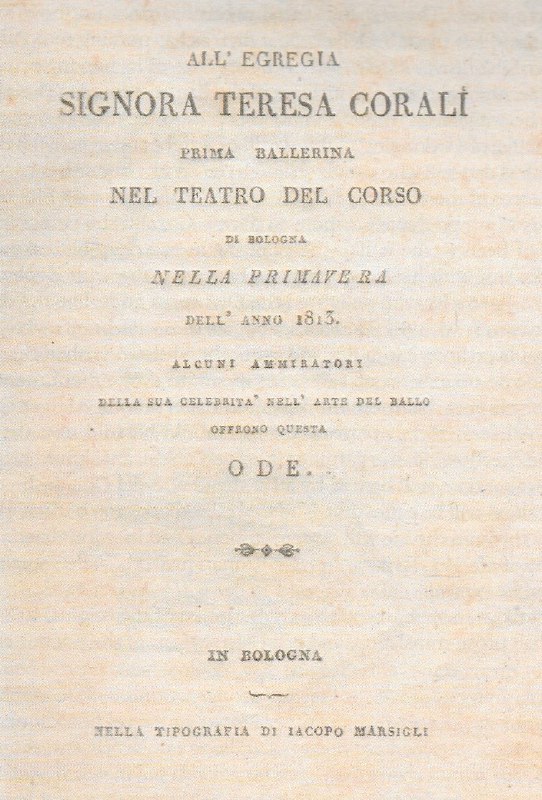 ALL' EGREGIA
SIGNORA TERESA CORALÍ
PRIMA BALLERINA
NEL TEATRO DEL CORSO
DI BOLOGNA
NELLA PRIMAVERA
DELL' ANNO 1813.
ALCUNI AMMIRATORI
DELLA SUA CELEBRITA' NELL' ARTE DEL BALLO
OFFRONO QUESTA
ODE.
IN BOLOGNA
NELLA TIPOGRAFIA DI IACOPO MARSIGLI